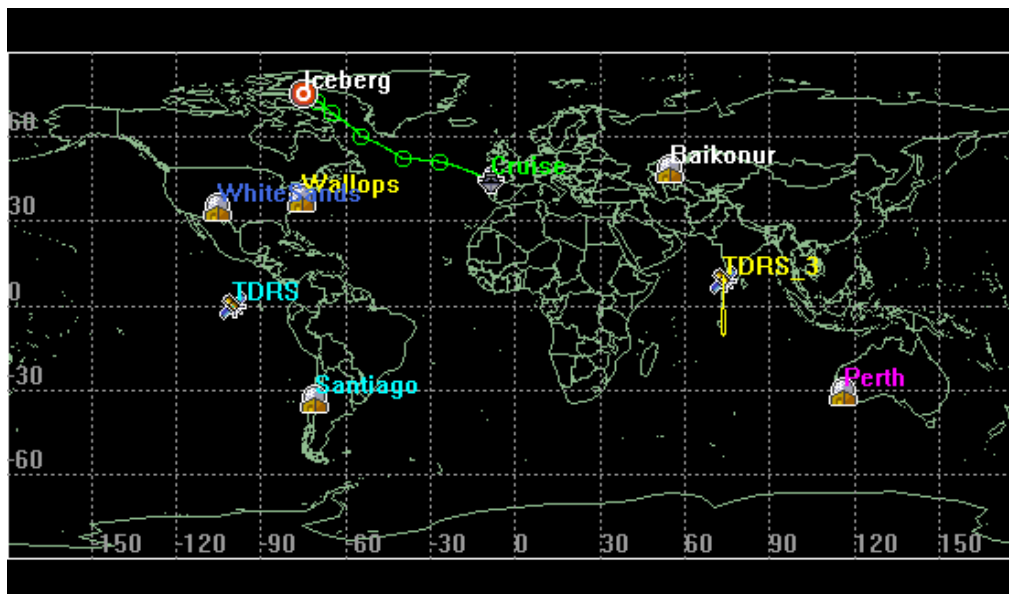 Iceberg
60
Cruise
Baikonur
Wallops
WhiteSands
30
TDRS_3
TDRS
0
-30
Santiago
Perth
-60
-150 -120 -90 -60 -30 0 30 60 90 120 150